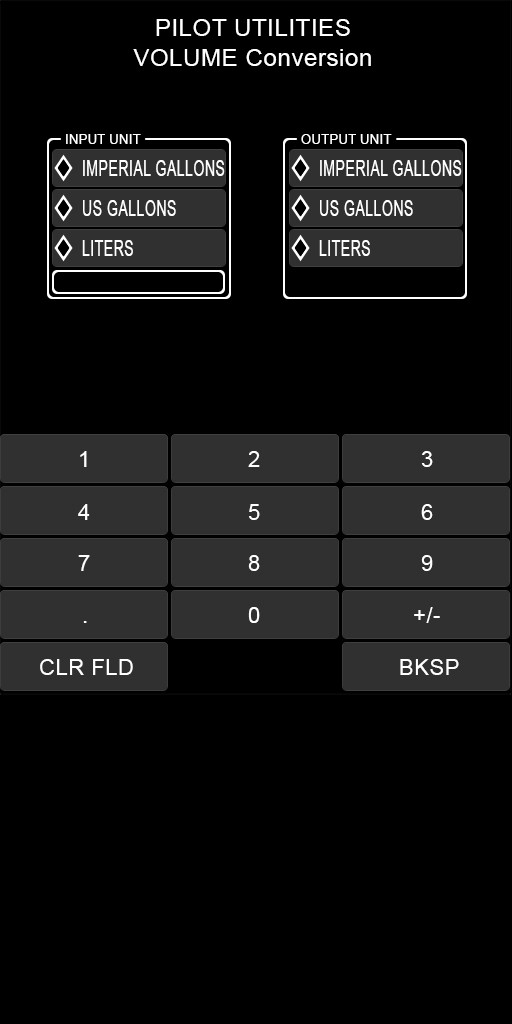 PILOT UTILITIES
VOLUME Conversion
INPUT UNIT
IMPERIAL GALLONS
US GALLONS
LITERS
OUTPUT UNIT
IMPERIAL GALLONS
US GALLONS
LITERS
1 2 3
4 5 6
7 8 9
. 0 +/-
CLR FLD BKSP